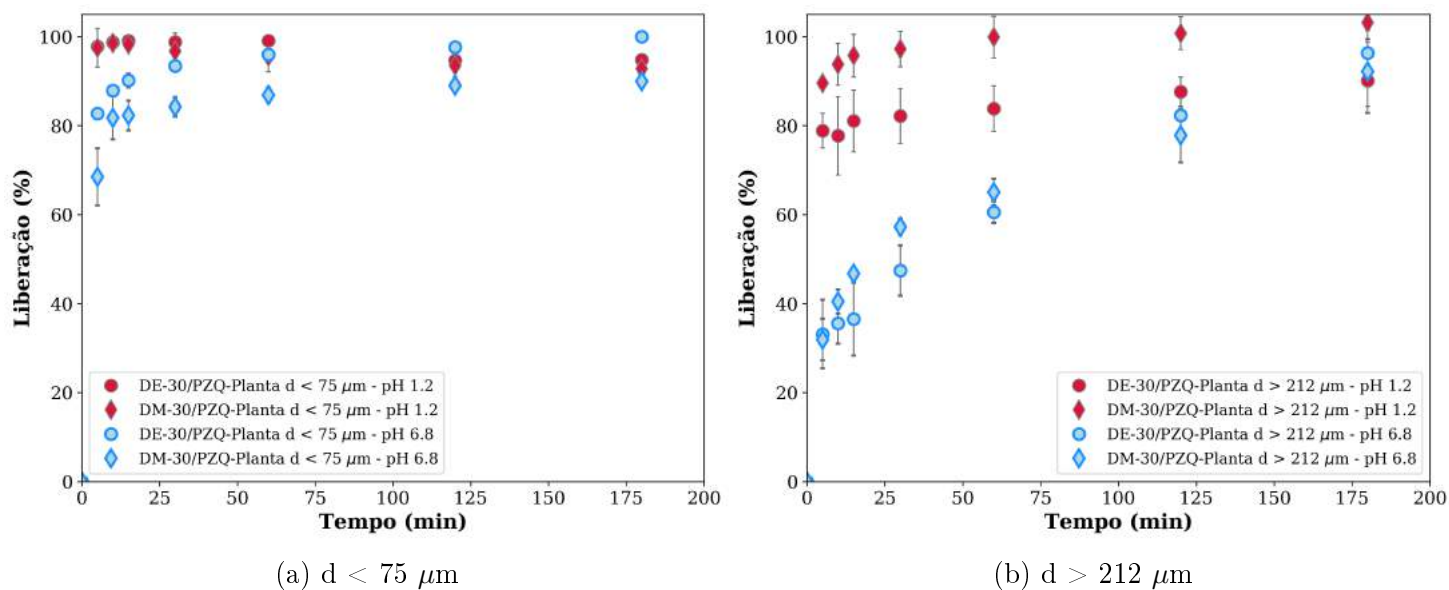 100
80
60
40
20
0
Liberação (%)
DE-30/PZQ-Planta d < 75 μm - pH 1.2
DM-30/PZQ-Planta d < 75 μm - pH 1.2
DE-30/PZQ-Planta d < 75 μm - pH 6.8
DM-30/PZQ-Planta d < 75 μm - pH 6.8
0 25 50 75 100 125 150 175 200
Tempo (min)
(a) d < 75 μm
100
80
60
40
20
0
Liberação (%)
DE-30/PZQ-Planta d > 212 μm - pH 1.2
DM-30/PZQ-Planta d > 212 μm - pH 1.2
DE-30/PZQ-Planta d > 212 μm - pH 6.8
DM-30/PZQ-Planta d > 212 μm - pH 6.8
0 25 50 75 100 125 150 175 200
Tempo (min)
(b) d > 212 μm